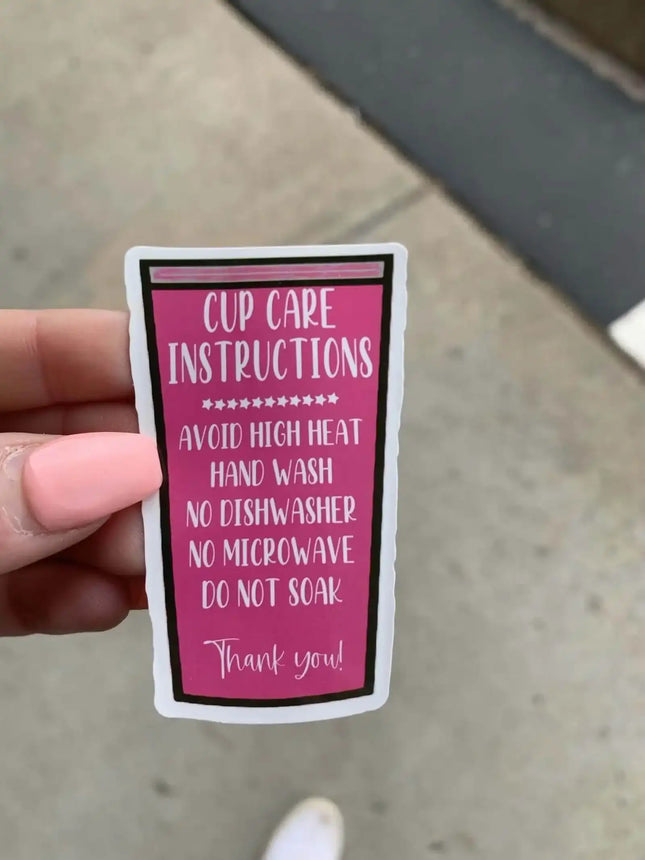 CUP CARE
INSTRUCTIONS
AVOID HIGH HEAT
HAND WASH
NO DISHWASHER
NO MICROWAVE
DO NOT SOAK
Thank you!